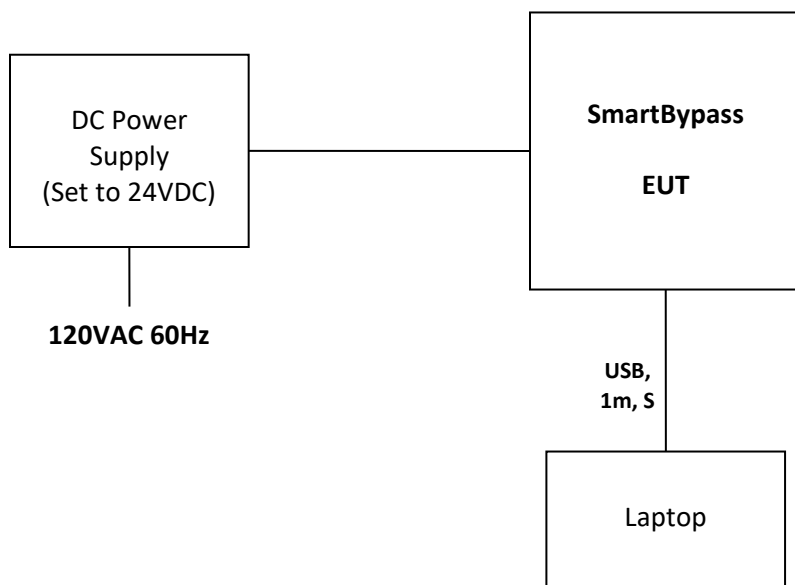 DC Power
Supply
(Set to 24VDC)
SmartBypass
EUT
120VAC 60Hz
USB,
1m, S
Laptop